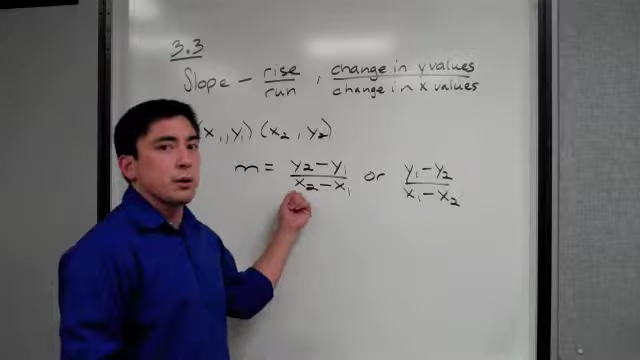 3.3
Slope - rise/run, change in y values/change in x values
(x₁, y₁) (x₂, y₂)
m = y₂-y₁/x₂-x₁ or y₁-y₂/x₁-x₂